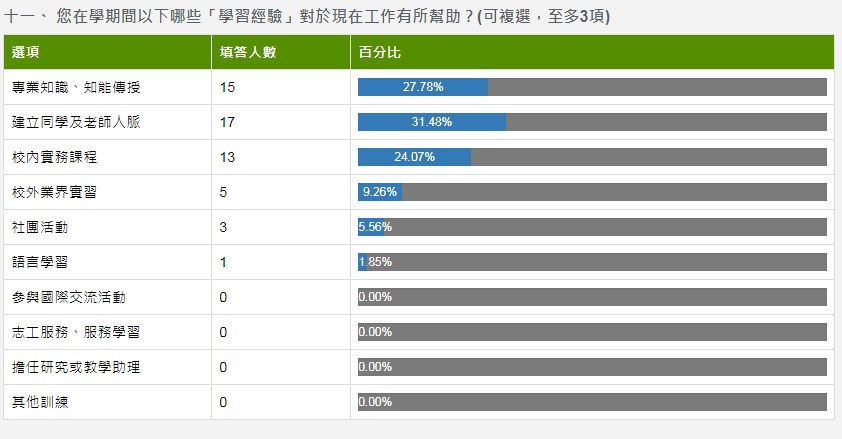 十一、 您在學期間以下哪些「學習經驗」對於現在工作有所幫助？(可複選，至多3項)
選項 填答人數 百分比
專業知識、知能傳授 15 27.78%
建立同學及老師人脈 17 31.48%
校內實務課程 13 24.07%
校外業界實習 5 9.26%
社團活動 3 5.56%
語言學習 1 1.85%
參與國際交流活動 0 0.00%
志工服務、服務學習 0 0.00%
擔任研究或教學助理 0 0.00%
其他訓練 0 0.00%